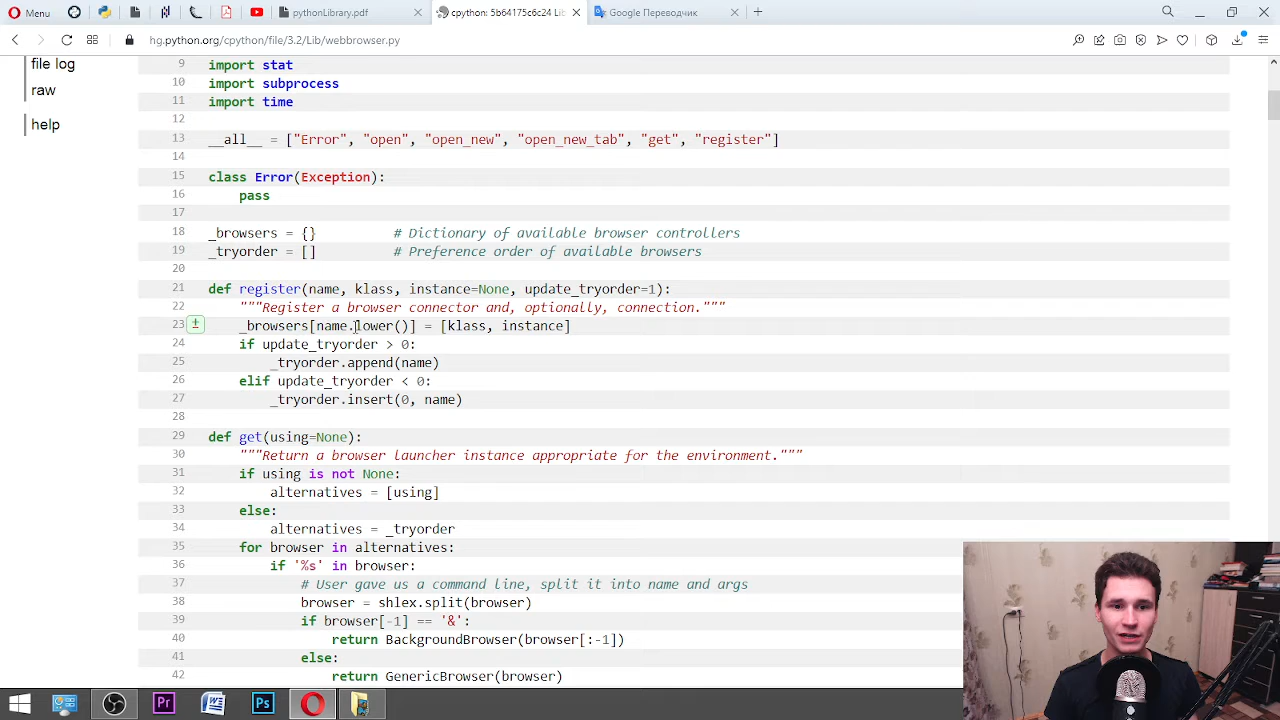 Menu
pythonLibrary.pdf
cpython: 5b64175c6c24 Lib
Google Переводчик
hg.python.org/cpython/file/3.2/Lib/webbrowser.py
file log
raw
help
9 import stat
10 import subprocess
11 import time
12
13 __all__ = ["Error", "open", "open_new", "open_new_tab", "get", "register"]
14
15 class Error(Exception):
16 pass
17
18 _browsers = {} # Dictionary of available browser controllers
19 _tryorder = [] # Preference order of available browsers
20
21 def register(name, klass, instance=None, update_tryorder=1):
22 """Register a browser connector and, optionally, connection."""
23 _browsers[name.lower()] = [klass, instance]
24 if update_tryorder > 0:
25 _tryorder.append(name)
26 elif update_tryorder < 0:
27 _tryorder.insert(0, name)
28
29 def get(using=None):
30 """Return a browser launcher instance appropriate for the environment."""
31 if using is not None:
32 alternatives = [using]
33 else:
34 alternatives = _tryorder
35 for browser in alternatives:
36 if '%s' in browser:
37 # User gave us a command line, split it into name and args
38 browser = shlex.split(browser)
39 if browser[-1] == '&':
40 return BackgroundBrowser(browser[:-1])
41 else:
42 return GenericBrowser(browser)
Pr
W
Ps